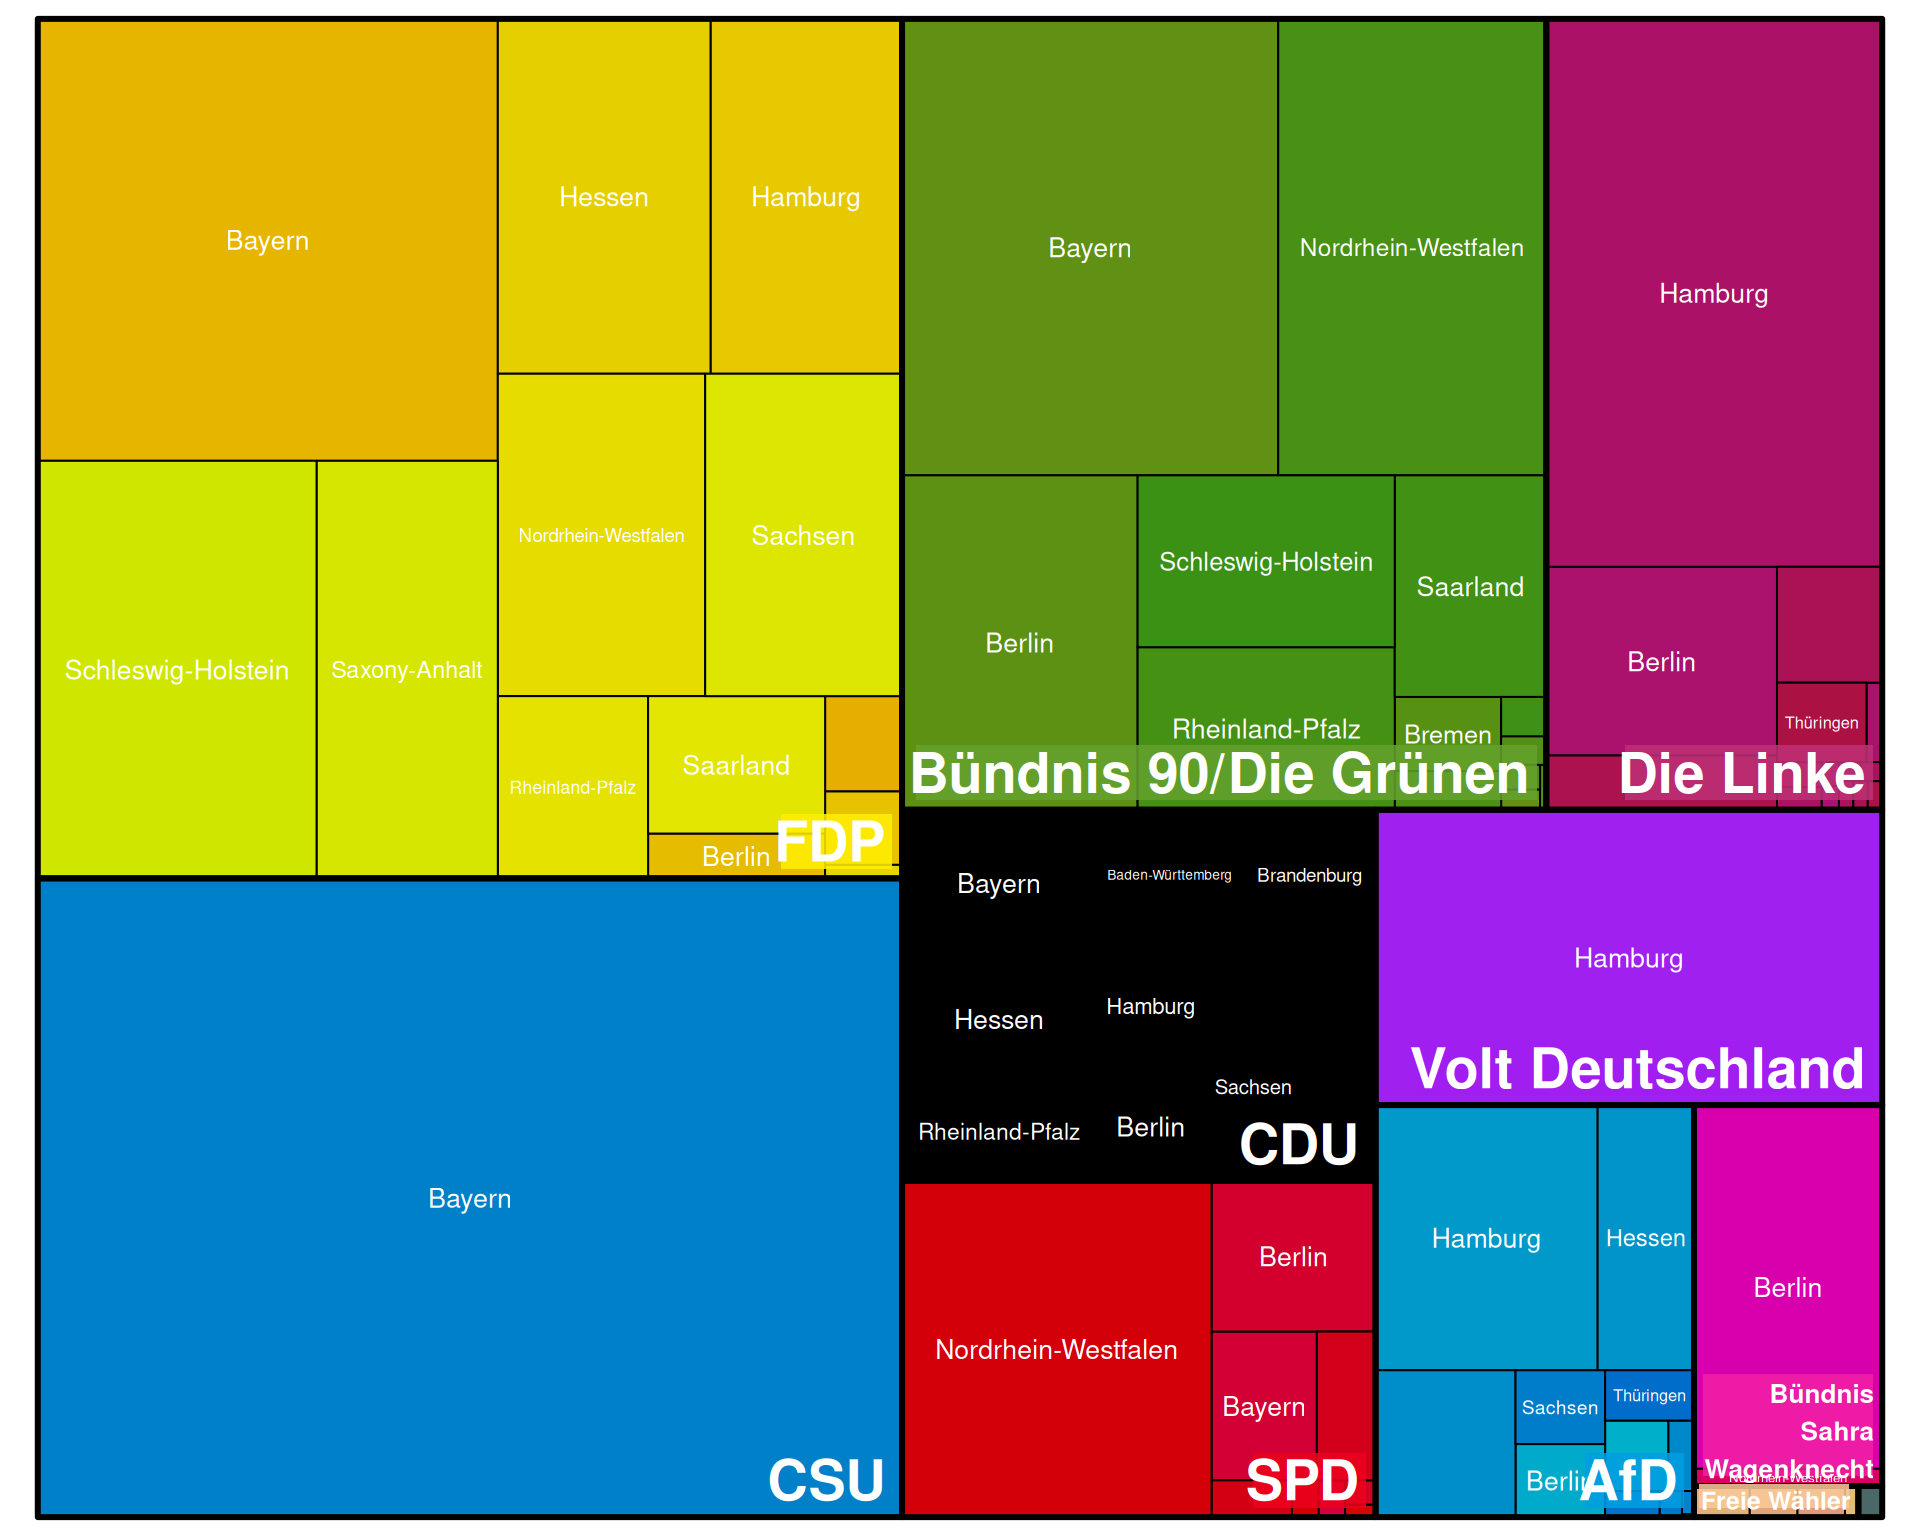 Bayern
Hessen
Hamburg
Schleswig-Holstein
Saxony-Anhalt
Nordrhein-Westfalen
Sachsen
Rheinland-Pfalz
Saarland
Berlin
FDP
Bayern
CSU
Bayern
Nordrhein-Westfalen
Berlin
Schleswig-Holstein
Saarland
Rheinland-Pfalz
Bremen
Bündnis 90/Die Grünen
Hamburg
Berlin
Thüringen
Die Linke
Bayern
Baden-Württemberg
Brandenburg
Hessen
Hamburg
Sachsen
Rheinland-Pfalz
Berlin
CDU
Hamburg
Volt Deutschland
Nordrhein-Westfalen
Berlin
Bayern
SPD
Hamburg
Hessen
Sachsen
Thüringen
Berlin
AfD
Berlin
Bündnis
Sahra
Wagenknecht
Nordrhein-Westfalen
Freie Wähler